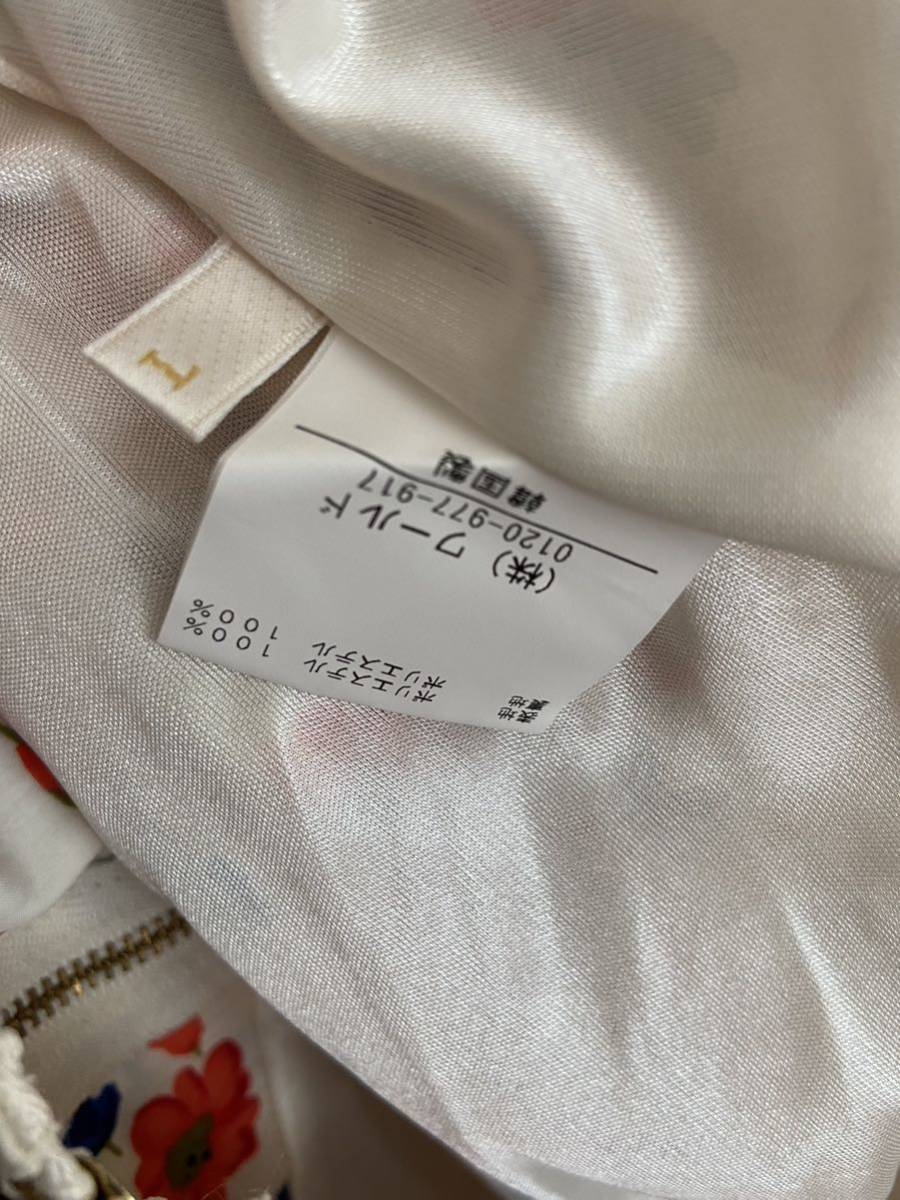 表地 ポリエステル 100%
裏地 ポリエステル 100%
(株) ワールド
0120-977-917
韓国製